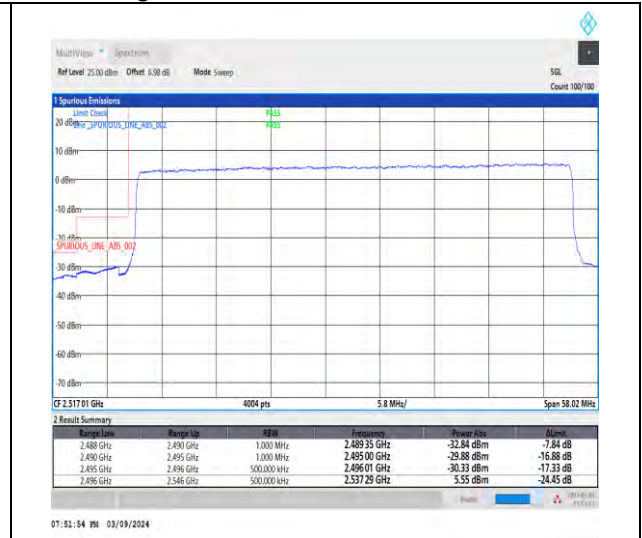 MultiView Spectrum
Ref Level 25.00 dBm Offset 6.98 dB Mode Sweep SGL
Count 100/100
1 Spurious Emissions
Limit Check PASS
20 dBm Line _SPURIOUS_LINE_ABS_002 PASS
10 dBm
0 dBm
-10 dBm
-20 dBm
SPURIOUS_LINE_ABS_002
-30 dBm
-40 dBm
-50 dBm
-60 dBm
-70 dBm
CF 2.517 01 GHz 4004 pts 5.8 MHz/ Span 58.02 MHz
2 Result Summary
Range Low Range Up RBW Frequency Power Abs ΔLimit
2.488 GHz 2.490 GHz 1.000 MHz 2.489 35 GHz -32.84 dBm -7.84 dB
2.490 GHz 2.495 GHz 1.000 MHz 2.495 00 GHz -29.88 dBm -16.88 dB
2.495 GHz 2.496 GHz 500.000 kHz 2.496 01 GHz -30.33 dBm -17.33 dB
2.496 GHz 2.546 GHz 500.000 kHz 2.537 29 GHz 5.55 dBm -24.45 dB
07:51:54 PM 03/09/2024